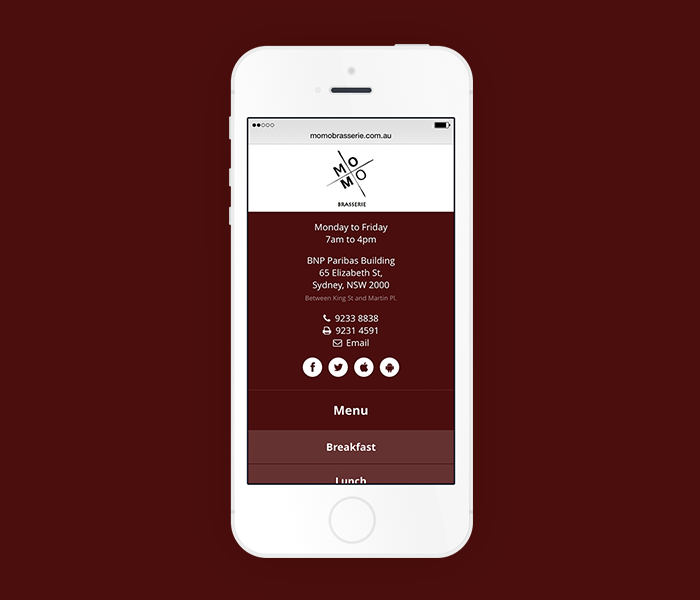 momobrasserie.com.au
MO
MO
BRASSERIE
Monday to Friday
7am to 4pm
BNP Paribas Building
65 Elizabeth St,
Sydney, NSW 2000
Between King St and Martin Pl.
9233 8838
9231 4591
Email
Menu
Breakfast
Lunch